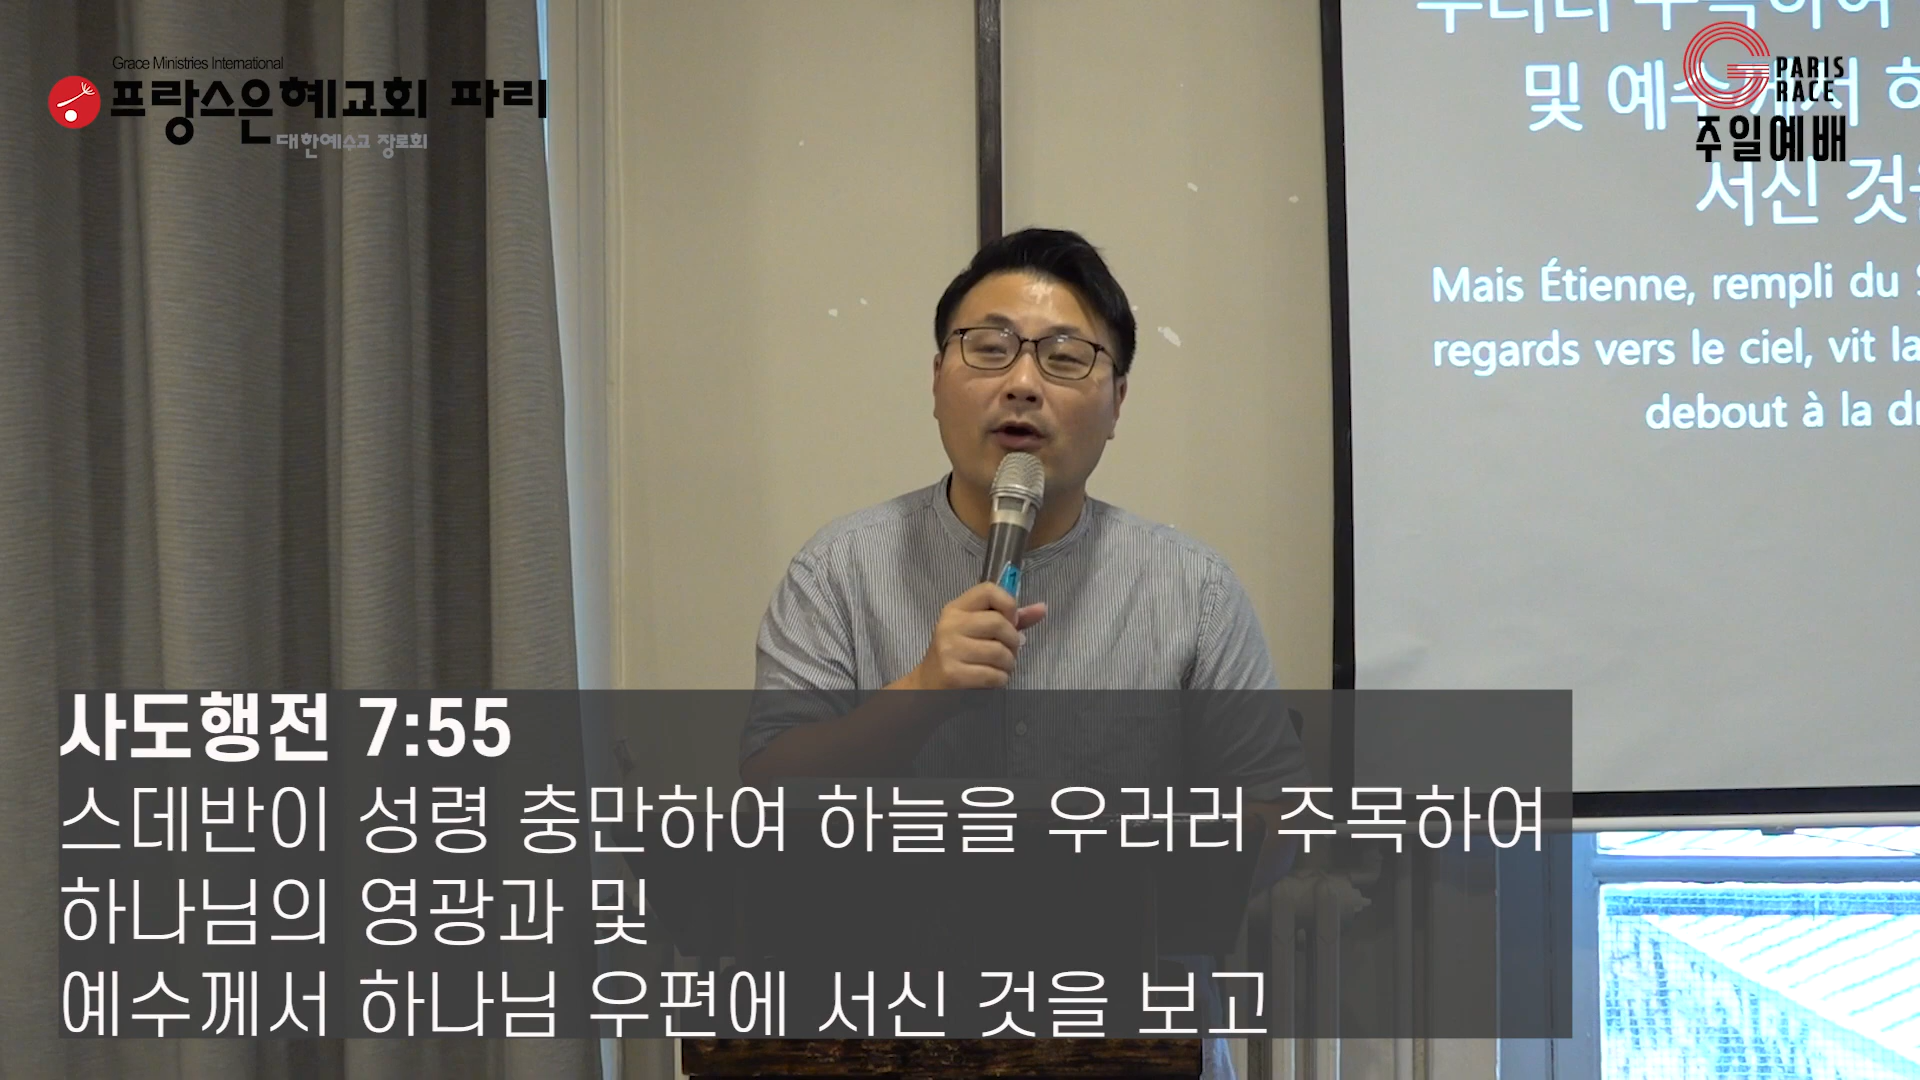 Grace Ministries International
프랑스은혜교회 파리
대한예수교 장로회
PARIS
RACE
주일예배
및 예수께서
서신
Mais Étienne, rempli du
regards vers le ciel, vit la
debout à la
사도행전 7:55
스데반이 성령 충만하여 하늘을 우러러 주목하여
하나님의 영광과 및
예수께서 하나님 우편에 서신 것을 보고